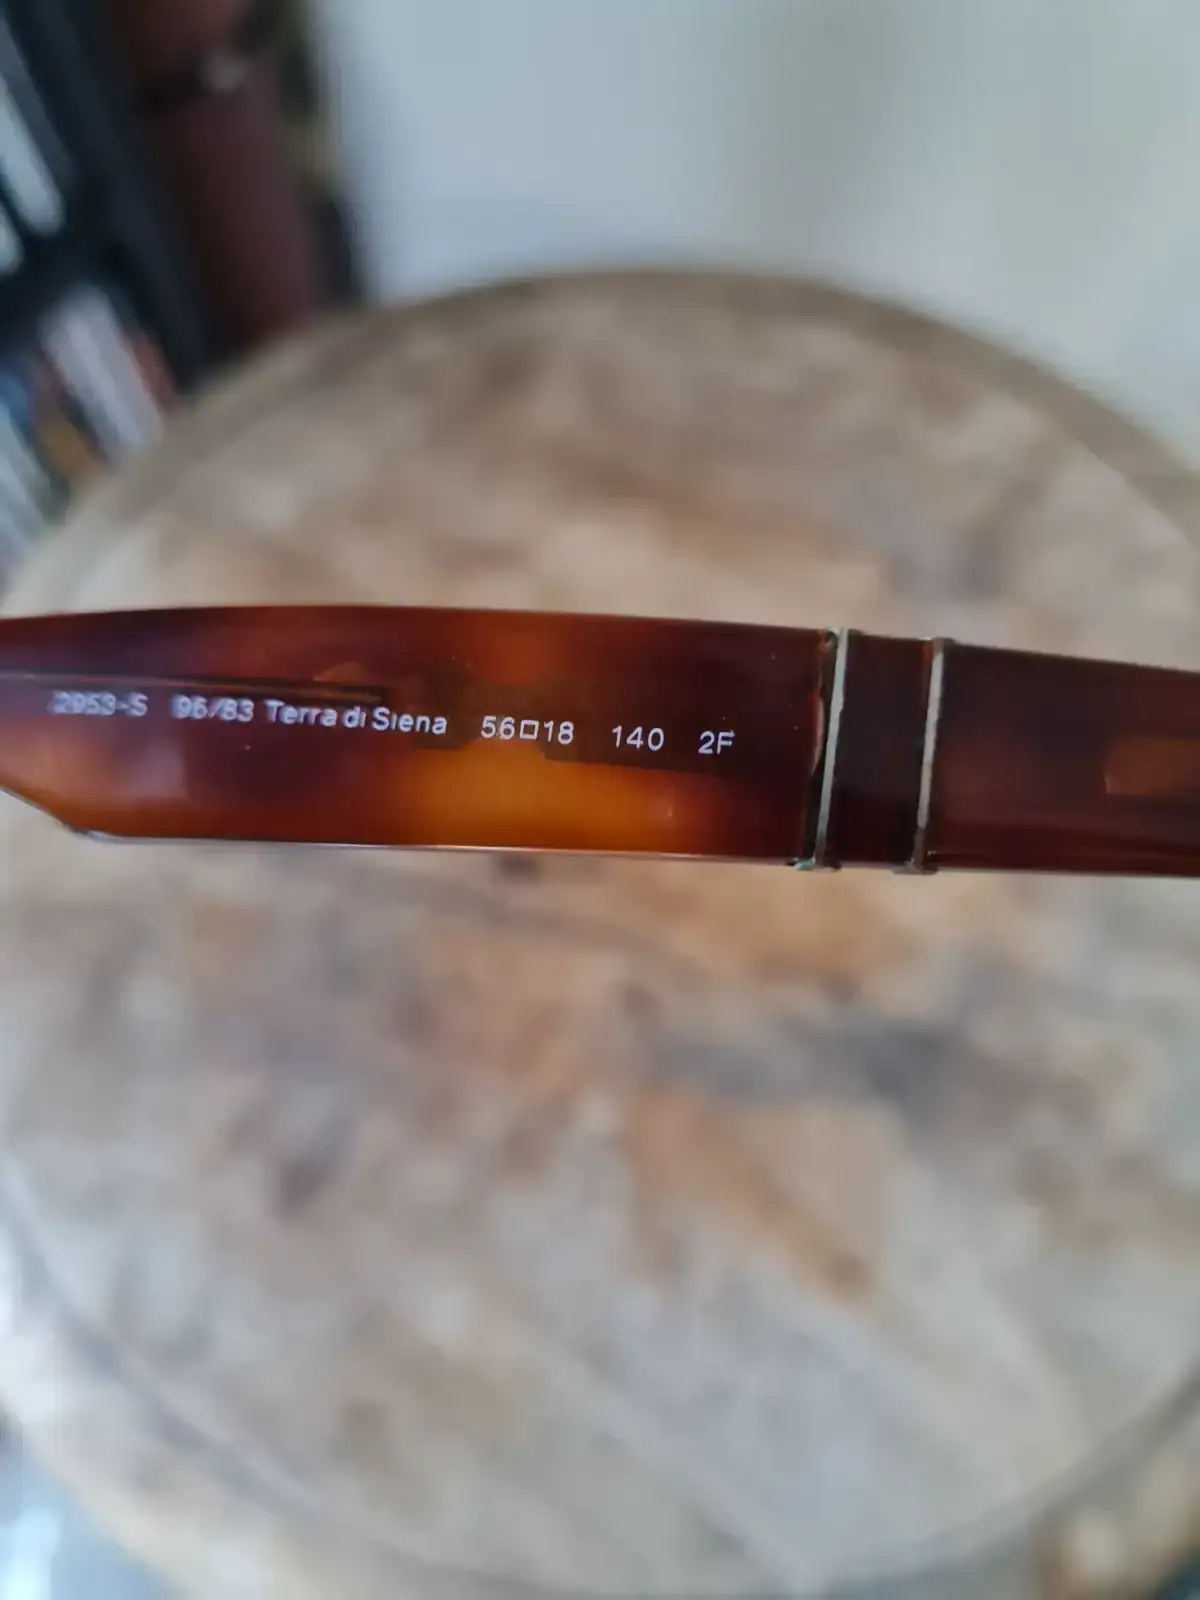 2953-S 96/83 Terra di Siena 56□18 140 2F